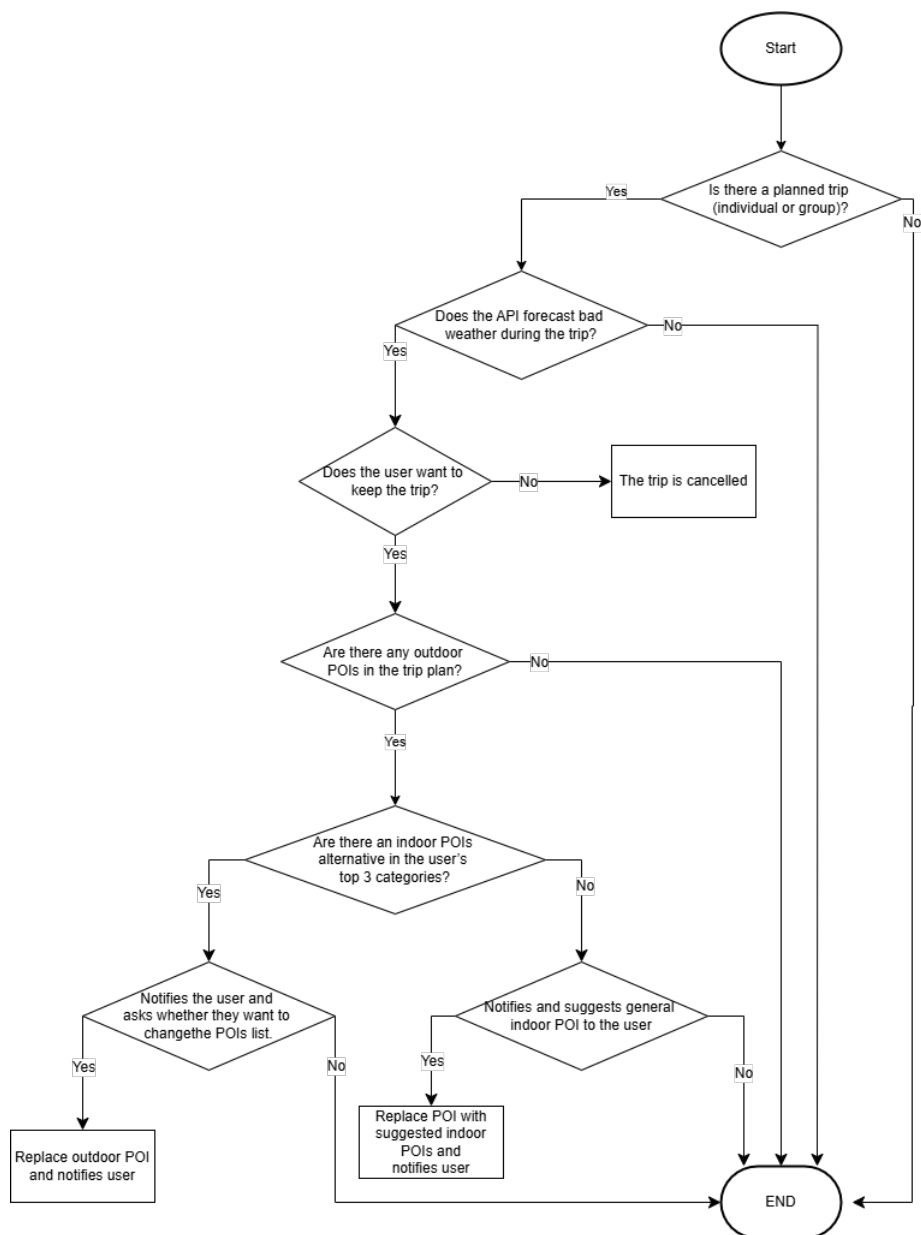 Start
Is there a planned trip
(individual or group)?
Yes
No
Does the API forecast bad
weather during the trip?
No
Yes
Does the user want to
keep the trip?
No
The trip is cancelled
Yes
Are there any outdoor
POIs in the trip plan?
No
Yes
Are there an indoor POIs
alternative in the user's
top 3 categories?
Yes
No
Notifies the user and
asks whether they want to
changethe POIs list.
Notifies and suggests general
indoor POI to the user
Yes
No
Yes
No
Replace outdoor POI
and notifies user
Replace POI with
suggested indoor
POIs and
notifies user
END